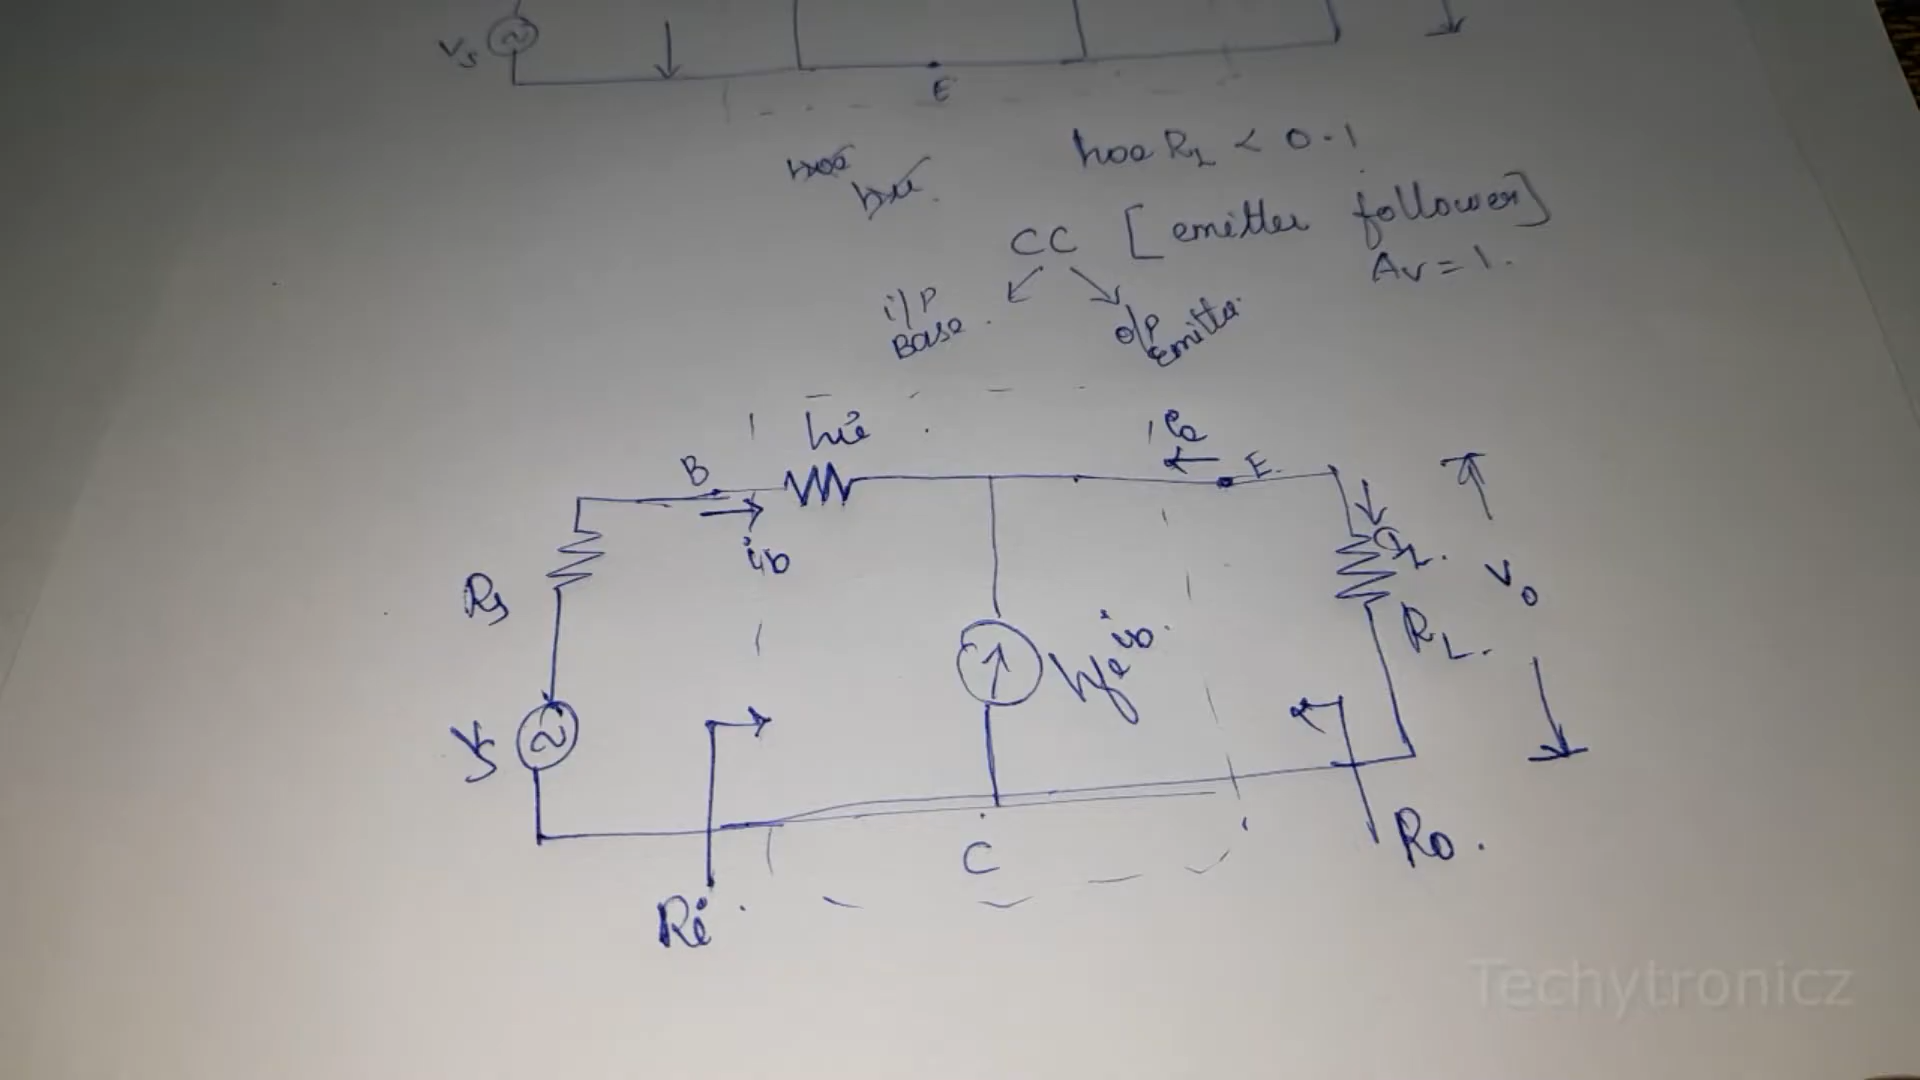 Vs
E
hoe RL < 0.1
CC [emitter follower]
Av = 1.
i/P
Base.
o/p
Emitter
hie
B
ib
ie
E.
iL.
Rs
Vs
hfe ib.
RL.
Vo
C
Ri.
Ro.
Techytronicz